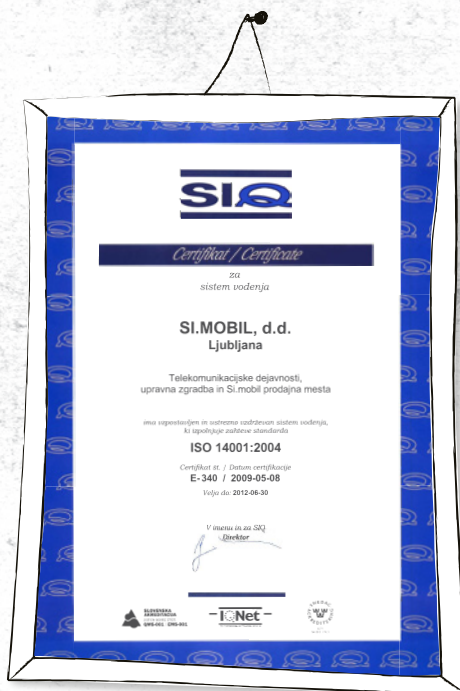 SIQ
Certifikat / Certificate
za
sistem vodenja
SI.MOBIL, d.d.
Ljubljana
Telekomunikacijske dejavnosti,
upravna zgradba in Si.mobil prodajna mesta
ima vzpostavljen in ustrezno vzdrževan sistem vodenja,
ki izpolnjuje zahteve standarda
ISO 14001:2004
Certifikat št. / Datum certifikacije
E-340 / 2009-05-08
Velja do: 2012-06-30
V imenu in za SIQ
Direktor
SLOVENSKA
AKREDITACIJA
IQNet